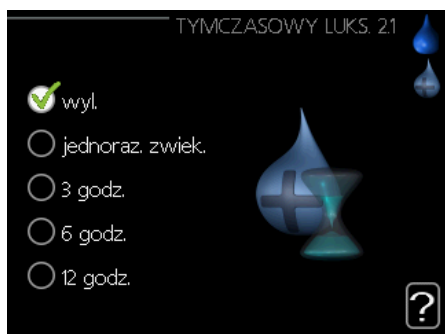 TYMCZASOWY LUKS. 2.1
wył.
jednoraz. zwiek.
3 godz.
6 godz.
12 godz.
?